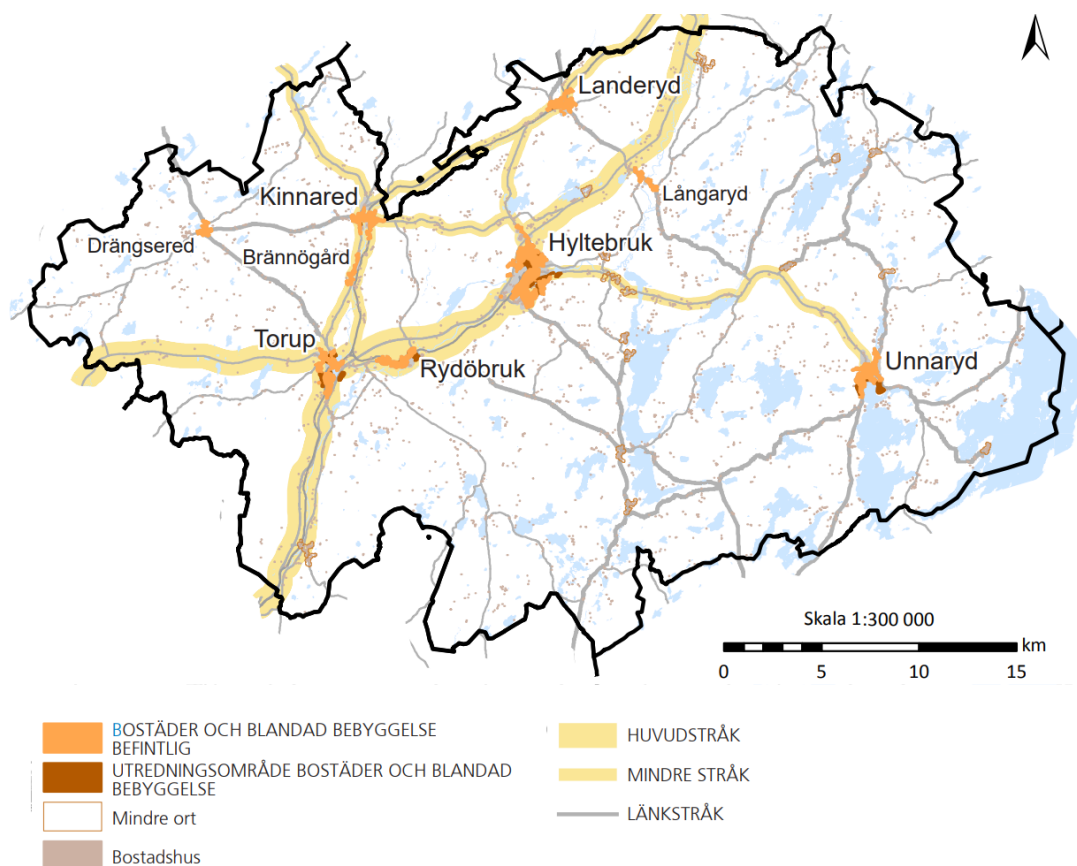 Landeryd
Kinnared
Långaryd
Drängsered
Brännögård
Hyltebruk
Torup
Rydöbruk
Unnaryd
Skala 1:300 000
0 5 10 15 km
BOSTÄDER OCH BLANDAD BEBYGGELSE
BEFINTLIG
UTREDNINGSOMRÅDE BOSTÄDER OCH BLANDAD
BEBYGGELSE
Mindre ort
Bostadshus
HUVUDSTRÅK
MINDRE STRÅK
LÄNKSTRÅK